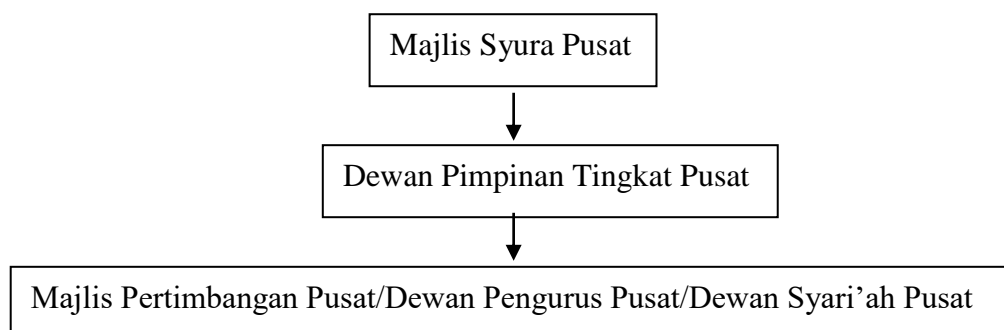 Majlis Syura Pusat
Dewan Pimpinan Tingkat Pusat
Majlis Pertimbangan Pusat/Dewan Pengurus Pusat/Dewan Syari’ah Pusat